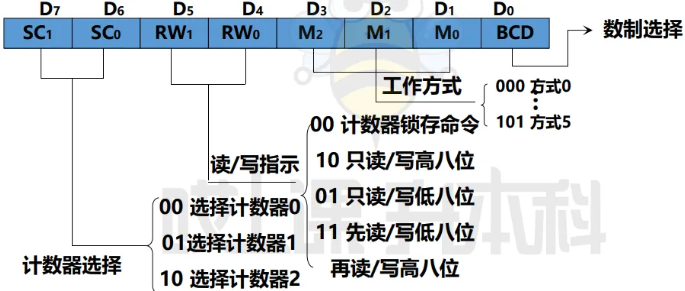 D7 D6 D5 D4 D3 D2 D1 D0
SC1 SC0 RW1 RW0 M2 M1 M0 BCD
数制选择
工作方式
000 方式0
⋮
101 方式5
读/写指示
00 计数器锁存命令
10 只读/写高八位
01 只读/写低八位
11 先读/写低八位
再读/写高八位
计数器选择
00 选择计数器0
01选择计数器1
10 选择计数器2